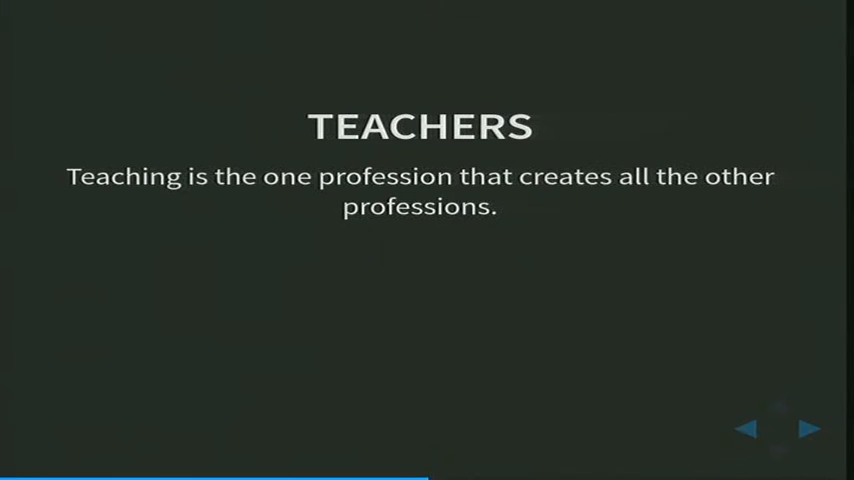 TEACHERS
Teaching is the one profession that creates all the other
professions.